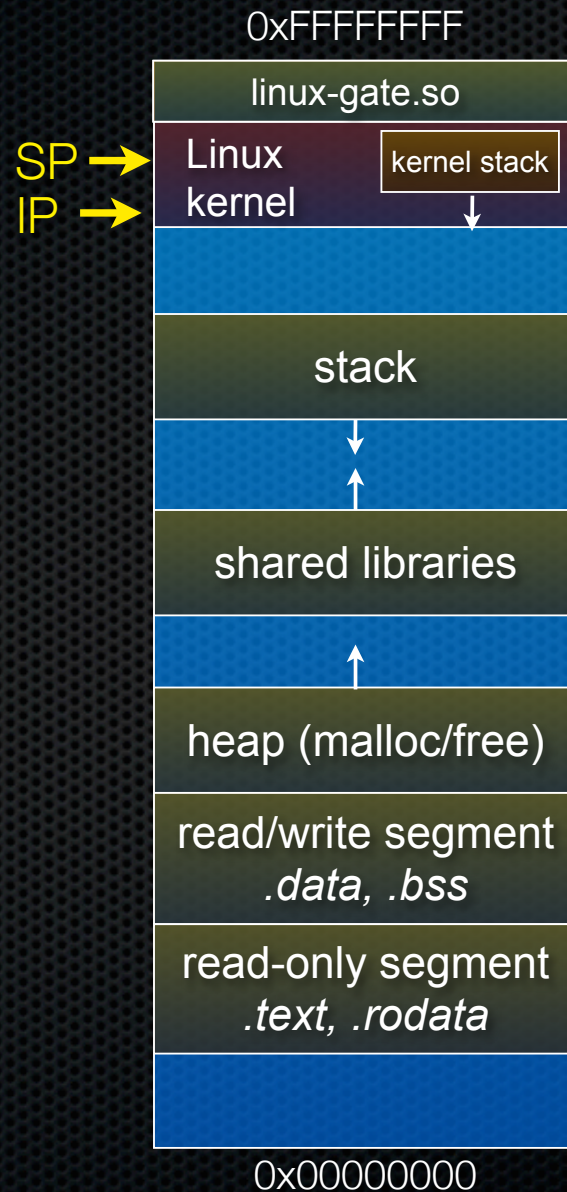 0xFFFFFFFF
linux-gate.so
SP
Linux
kernel
kernel stack
IP
stack
shared libraries
heap (malloc/free)
read/write segment
.data, .bss
read-only segment
.text, .rodata
0x00000000